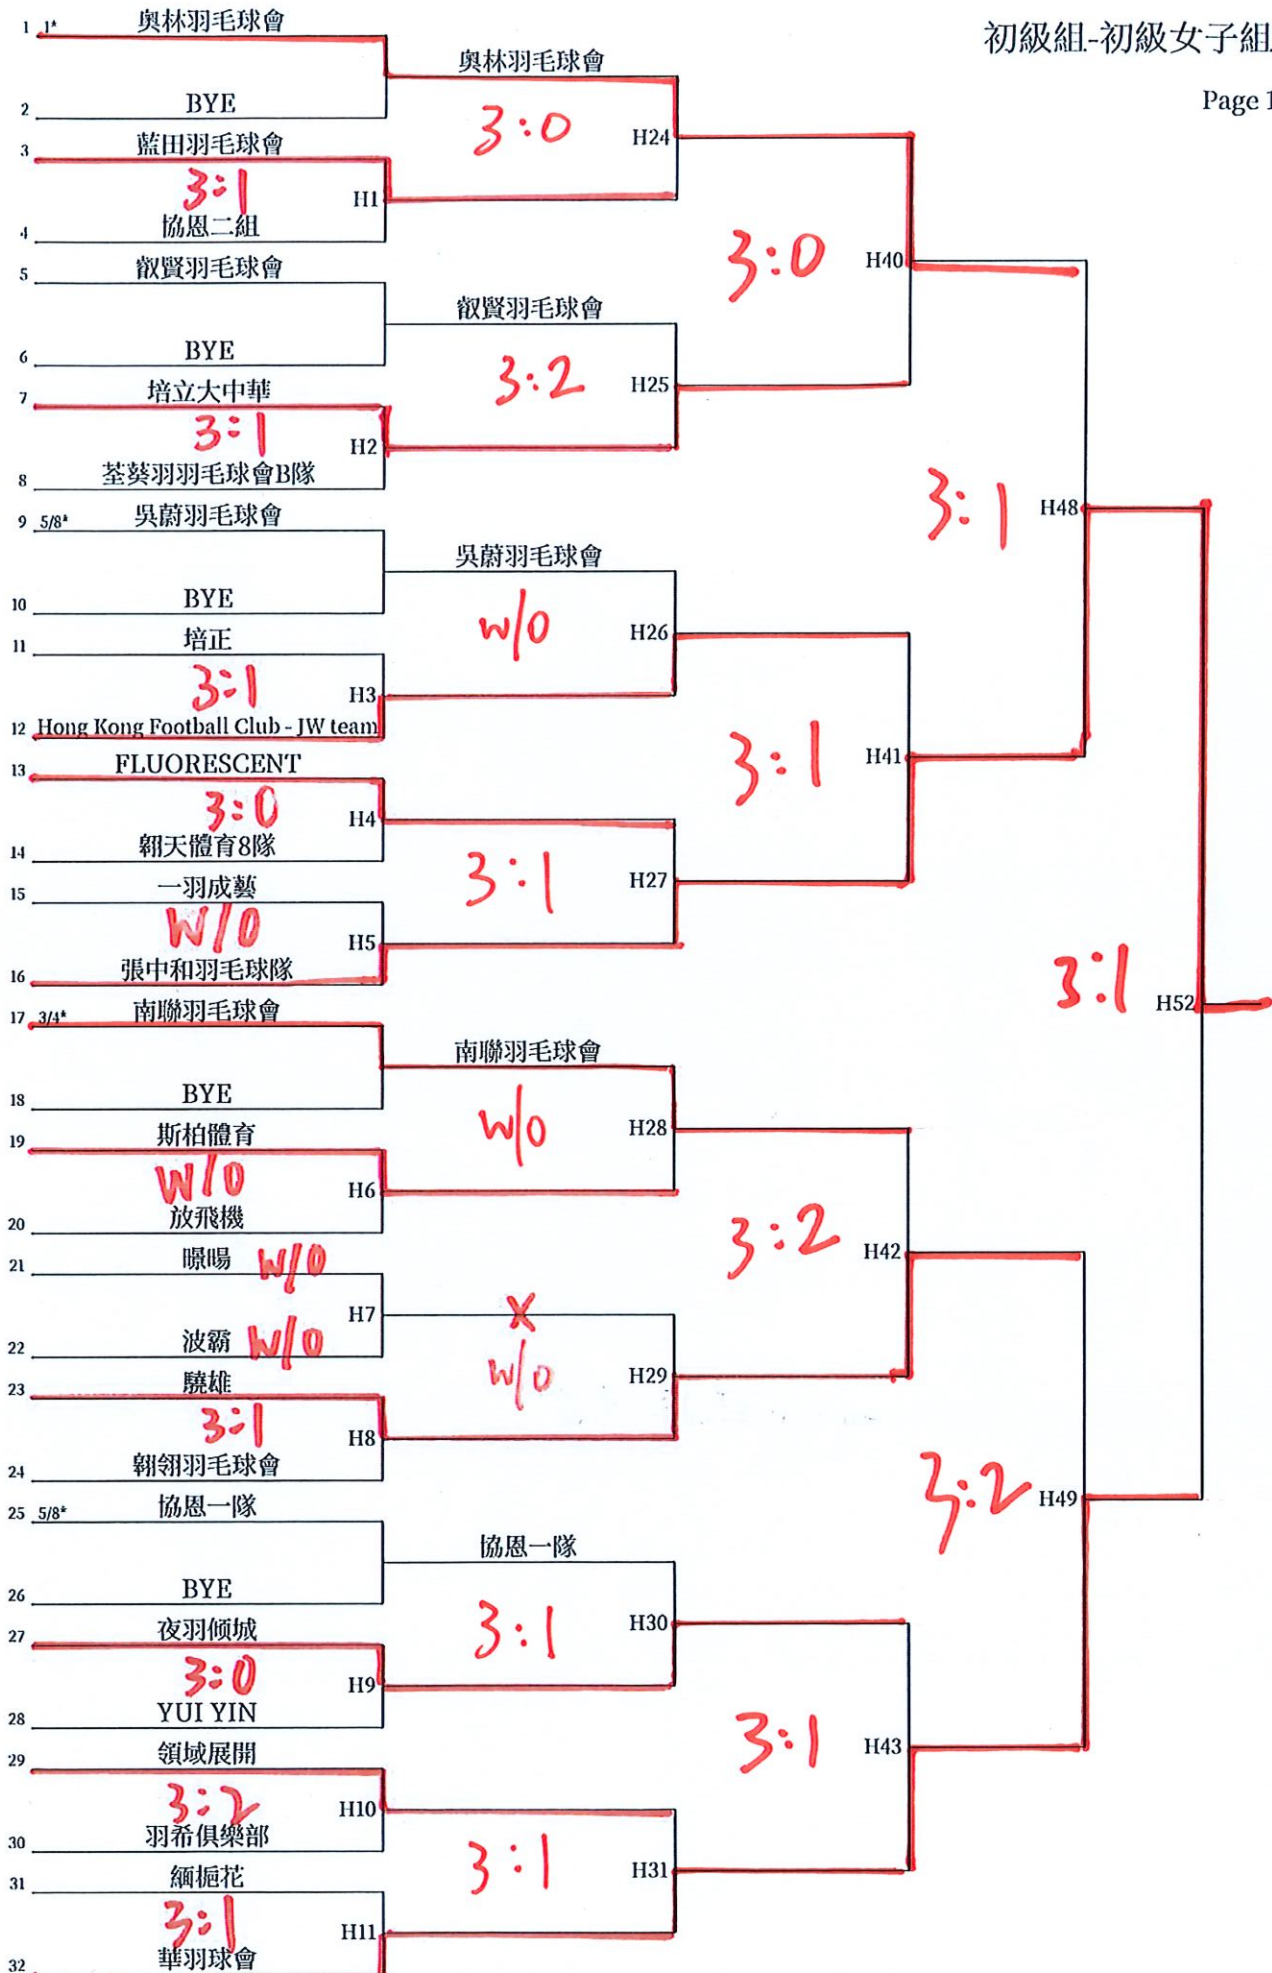 初級組-初級女子組
Page 1
1 1* 奧林羽毛球會
奧林羽毛球會
2 BYE
3:0
H24
3 藍田羽毛球會
3:1
H1
4 協恩二組
3:0
H40
5 叡賢羽毛球會
叡賢羽毛球會
6 BYE
3:2
H25
7 培立大中華
3:1
H2
8 荃葵羽羽毛球會B隊
3:1
H48
9 5/8* 吳蔚羽毛球會
吳蔚羽毛球會
10 BYE
W/O
H26
11 培正
3:1
H3
12 Hong Kong Football Club - JW team
3:1
H41
13 FLUORESCENT
3:0
H4
14 翱天體育8隊
3:1
H27
15 一羽成藝
W/O
H5
16 張中和羽毛球隊
3:1
H52
17 3/4* 南聯羽毛球會
南聯羽毛球會
18 BYE
W/O
H28
19 斯柏體育
W/O
H6
20 放飛機
3:2
H42
21 暻暘 W/O
H7
X
22 波霸 W/O
W/O
H29
23 驍雄
3:1
H8
24 翱翎羽毛球會
3:2
H49
25 5/8* 協恩一隊
協恩一隊
26 BYE
3:1
H30
27 夜羽倾城
3:0
H9
28 YUI YIN
3:1
H43
29 領域展開
3:2
H10
30 羽希俱樂部
3:1
H31
31 緬梔花
3:1
H11
32 華羽球會